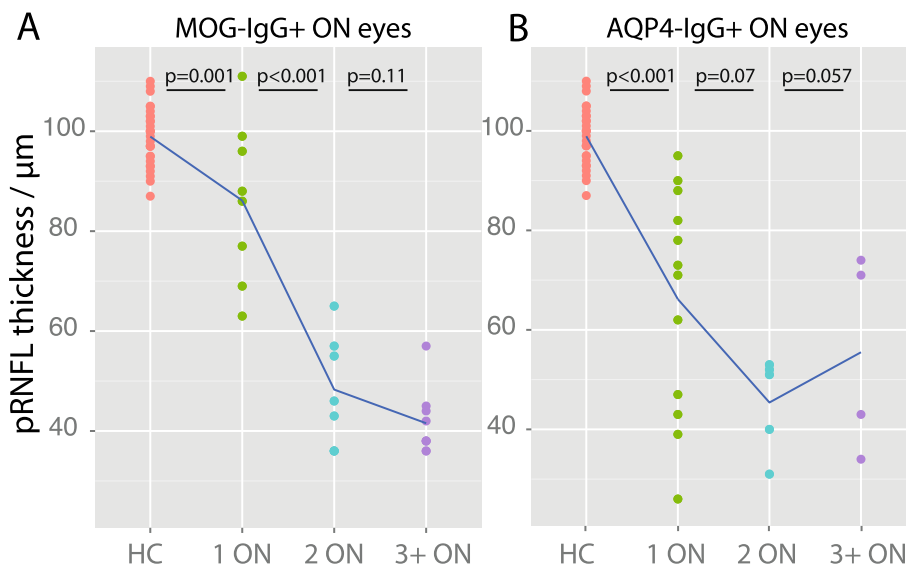 A
MOG-IgG+ ON eyes
B
AQP4-IgG+ ON eyes
pRNFL thickness / µm
p=0.001
p<0.001
p=0.11
p<0.001
p=0.07
p=0.057
100
80
60
40
100
80
60
40
HC
1 ON
2 ON
3+ ON
HC
1 ON
2 ON
3+ ON